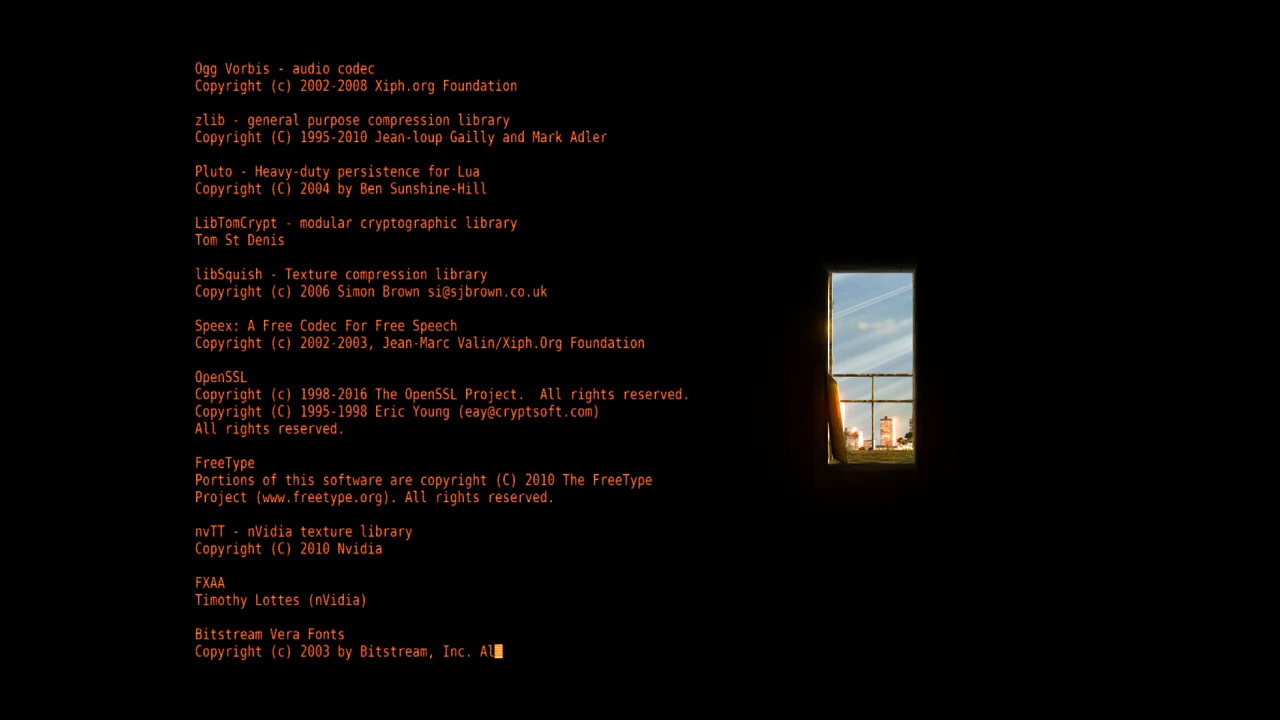 Ogg Vorbis - audio codec
Copyright (c) 2002-2008 Xiph.org Foundation
zlib - general purpose compression library
Copyright (C) 1995-2010 Jean-loup Gailly and Mark Adler
Pluto - Heavy-duty persistence for Lua
Copyright (C) 2004 by Ben Sunshine-Hill
LibTomCrypt - modular cryptographic library
Tom St Denis
libSquish - Texture compression library
Copyright (c) 2006 Simon Brown si@sjbrown.co.uk
Speex: A Free Codec For Free Speech
Copyright (c) 2002-2003, Jean-Marc Valin/Xiph.Org Foundation
OpenSSL
Copyright (c) 1998-2016 The OpenSSL Project.  All rights reserved.
Copyright (C) 1995-1998 Eric Young (eay@cryptsoft.com)
All rights reserved.
FreeType
Portions of this software are copyright (C) 2010 The FreeType
Project (www.freetype.org). All rights reserved.
nvTT - nVidia texture library
Copyright (C) 2010 Nvidia
FXAA
Timothy Lottes (nVidia)
Bitstream Vera Fonts
Copyright (c) 2003 by Bitstream, Inc. Al